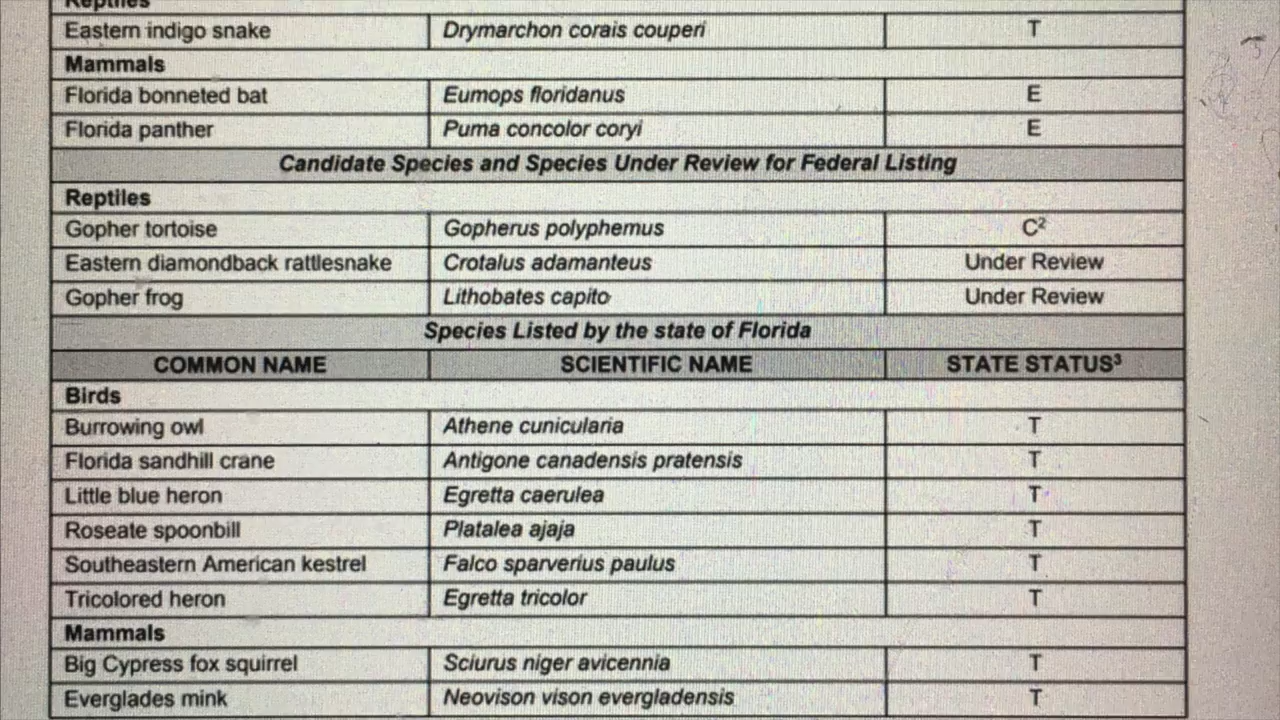 Reptiles
Eastern indigo snake Drymarchon corais couperi T
Mammals
Florida bonneted bat Eumops floridanus E
Florida panther Puma concolor coryi E
Candidate Species and Species Under Review for Federal Listing
Reptiles
Gopher tortoise Gopherus polyphemus C²
Eastern diamondback rattlesnake Crotalus adamanteus Under Review
Gopher frog Lithobates capito Under Review
Species Listed by the state of Florida
COMMON NAME SCIENTIFIC NAME STATE STATUS³
Birds
Burrowing owl Athene cunicularia T
Florida sandhill crane Antigone canadensis pratensis T
Little blue heron Egretta caerulea T
Roseate spoonbill Platalea ajaja T
Southeastern American kestrel Falco sparverius paulus T
Tricolored heron Egretta tricolor T
Mammals
Big Cypress fox squirrel Sciurus niger avicennia T
Everglades mink Neovison vison evergladensis T